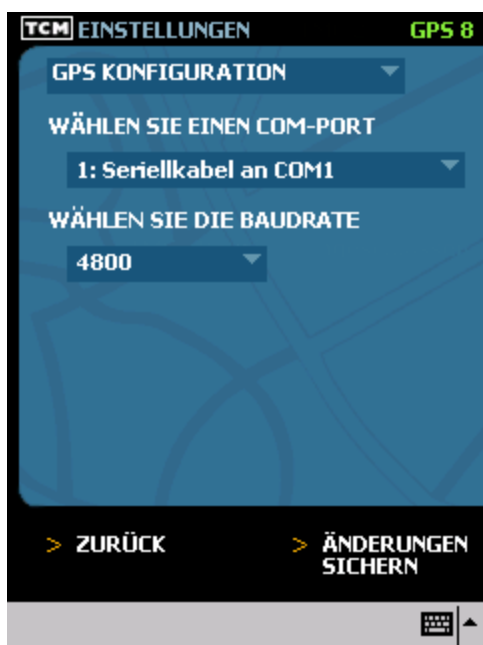 TCM EINSTELLUNGEN GPS 8
GPS KONFIGURATION
WÄHLEN SIE EINEN COM-PORT
1: Seriellkabel an COM1
WÄHLEN SIE DIE BAUDRATE
4800
> ZURÜCK > ÄNDERUNGEN
SICHERN